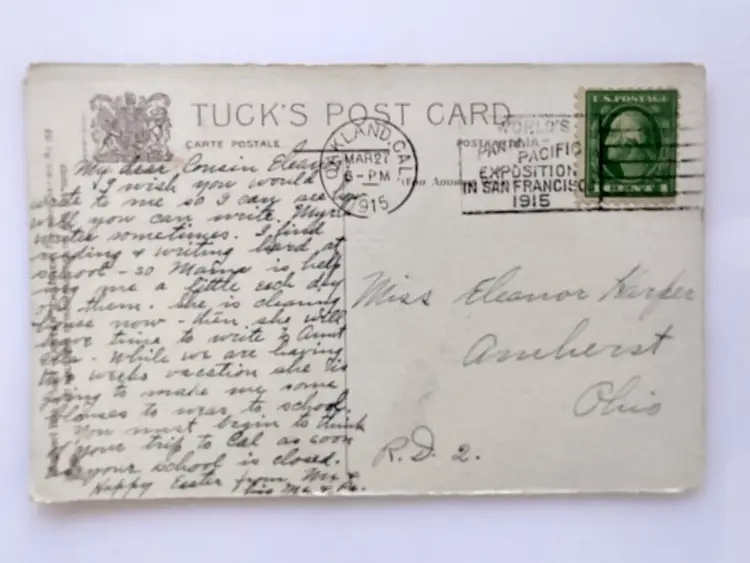 TUCK'S POST CARD
CARTE POSTALE
OAKLAND, CAL.
MAR 27
6-PM
1915
WORLD'S
PANAMA
PACIFIC
EXPOSITION
IN SAN FRANCISCO
1915
U.S. POSTAGE
CENT
My dear Cousin Eleanor
I wish you would
write to me so I can see how
well you can write. Myrl
writes sometimes. I find
reading & writing hard at
school - so Mama is help
ing me a little each day
on them. She is cleaning
house now - then she will
have time to write to Aunt
Ella. While we are having
weeks vacation she is
going to make me some
blouses to wear to school.
You must begin to think
of your trip to Cal as soon
as your school is closed.
Happy Easter from
Ma & Pa.
Miss Eleanor Harper
Amherst
Ohio
R.D. 2.